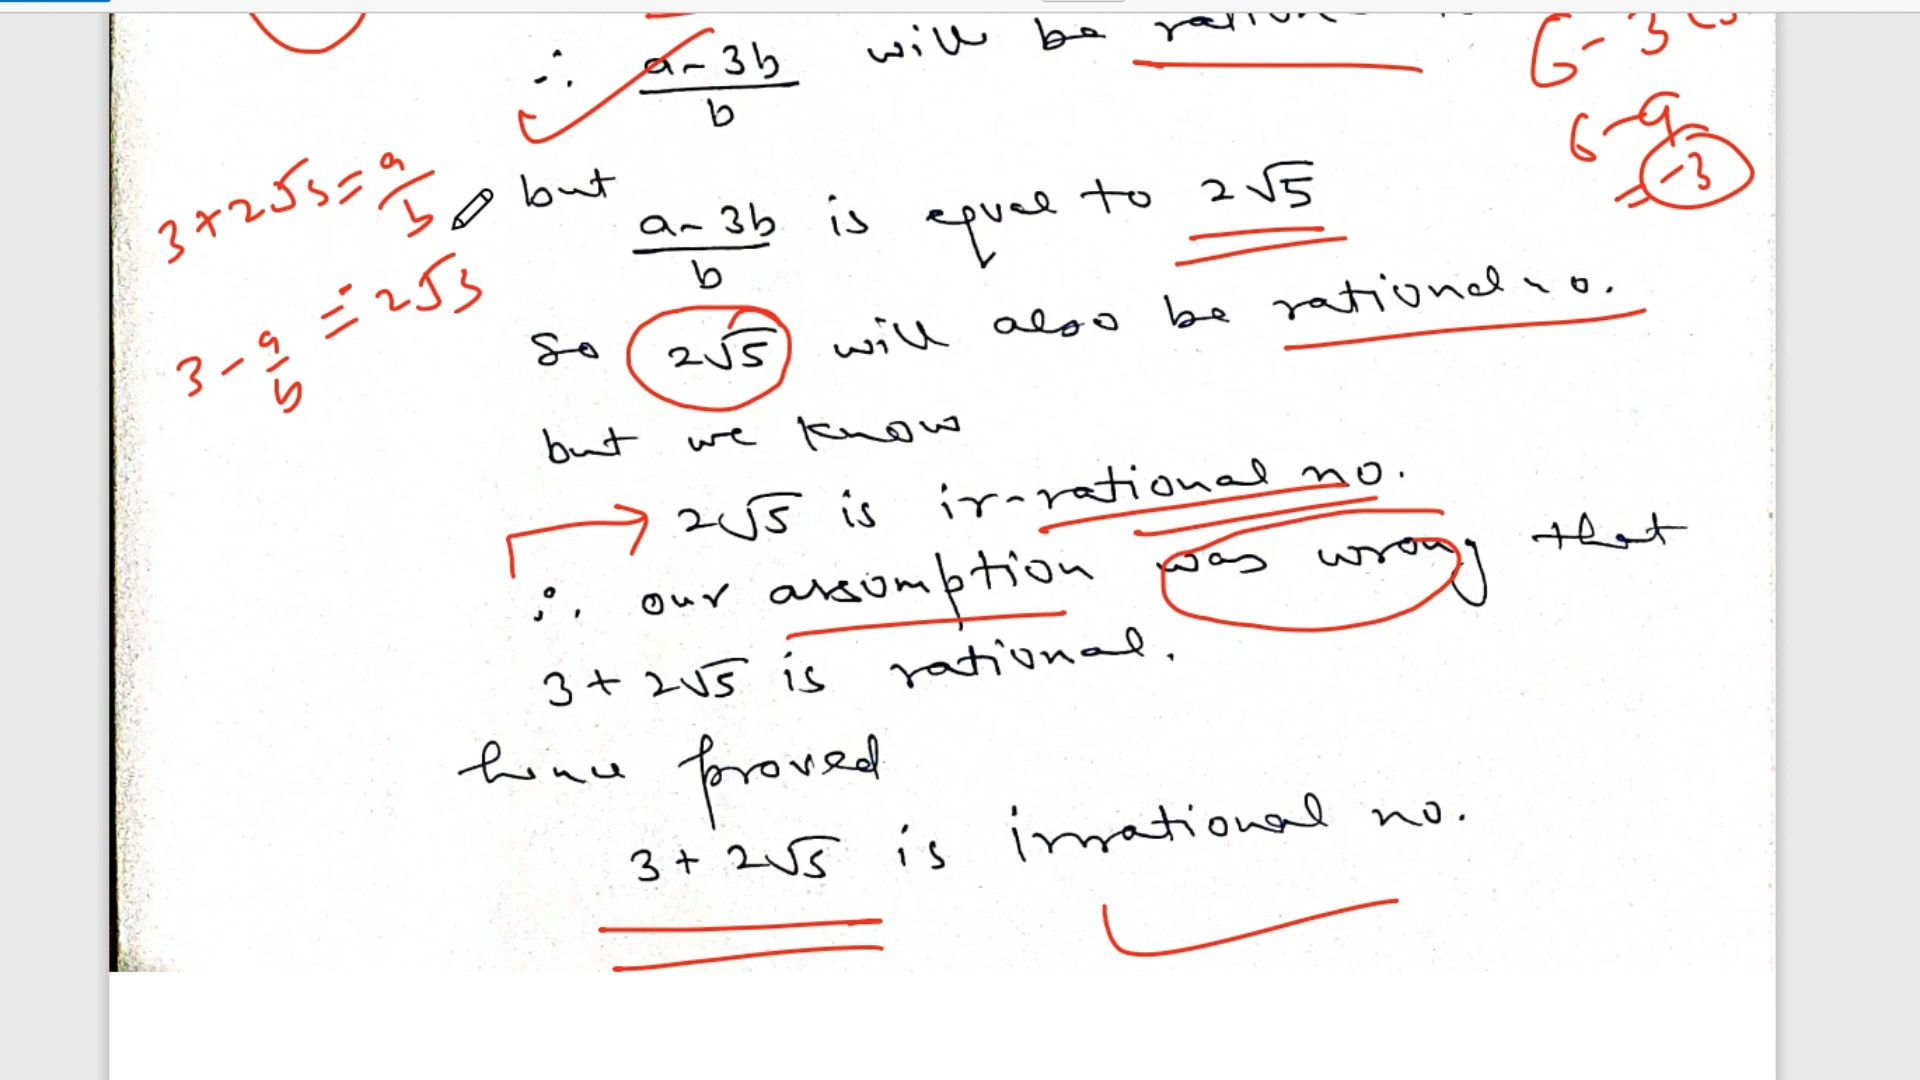 ∴ a-3b/b will be
6-3
6-9
= -3
3+2√5 = a/b
but a-3b/b is equal to 2√5
3 - a/b = 2√5
so 2√5 will also be rational no.
but we know
2√5 is ir-rational no.
∴ our assumption was wrong that
3+2√5 is rational.
hence proved
3+2√5 is irrational no.